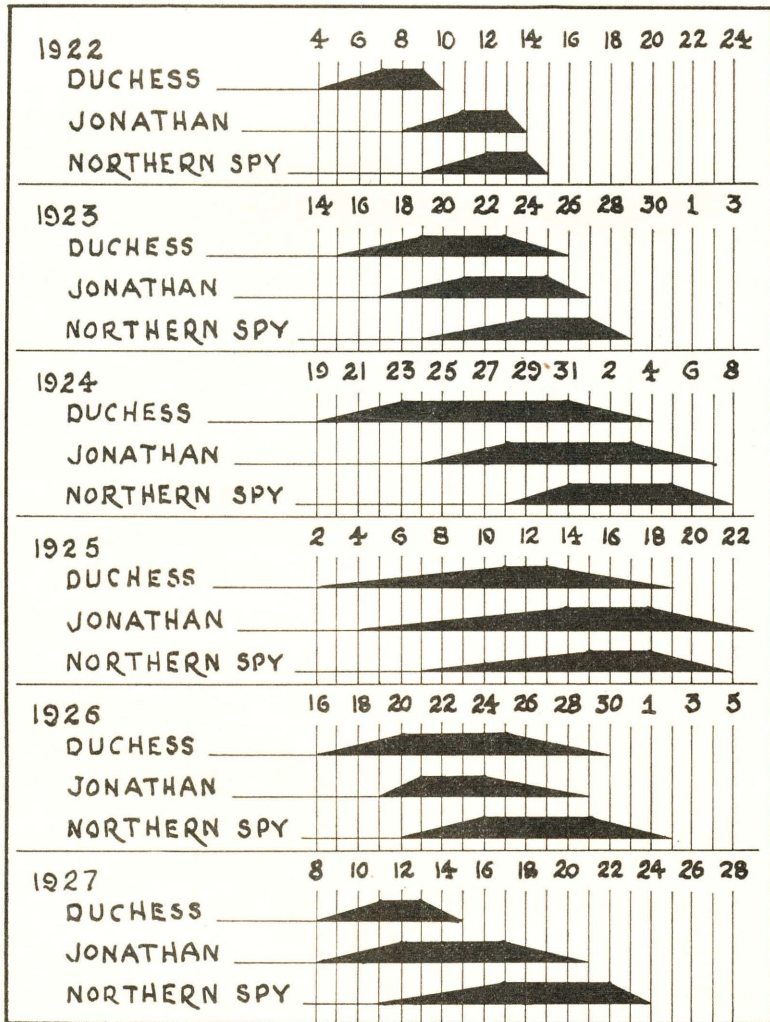 4 6 8 10 12 14 16 18 20 22 24
1922
DUCHESS
JONATHAN
NORTHERN SPY
14 16 18 20 22 24 26 28 30 1 3
1923
DUCHESS
JONATHAN
NORTHERN SPY
19 21 23 25 27 29 31 2 4 6 8
1924
DUCHESS
JONATHAN
NORTHERN SPY
2 4 6 8 10 12 14 16 18 20 22
1925
DUCHESS
JONATHAN
NORTHERN SPY
16 18 20 22 24 26 28 30 1 3 5
1926
DUCHESS
JONATHAN
NORTHERN SPY
8 10 12 14 16 18 20 22 24 26 28
1927
DUCHESS
JONATHAN
NORTHERN SPY